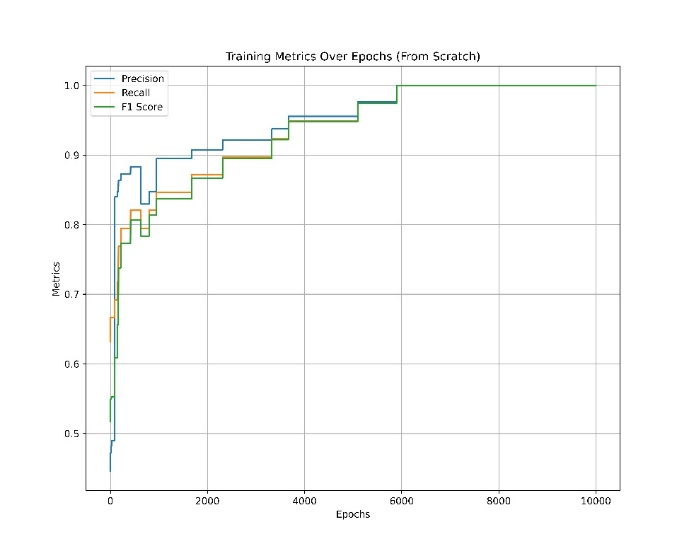 Training Metrics Over Epochs (From Scratch)
1.0
Precision
Recall
F1 Score
0.9
0.8
0.7
Metrics
0.6
0.5
0 2000 4000 6000 8000 10000
Epochs